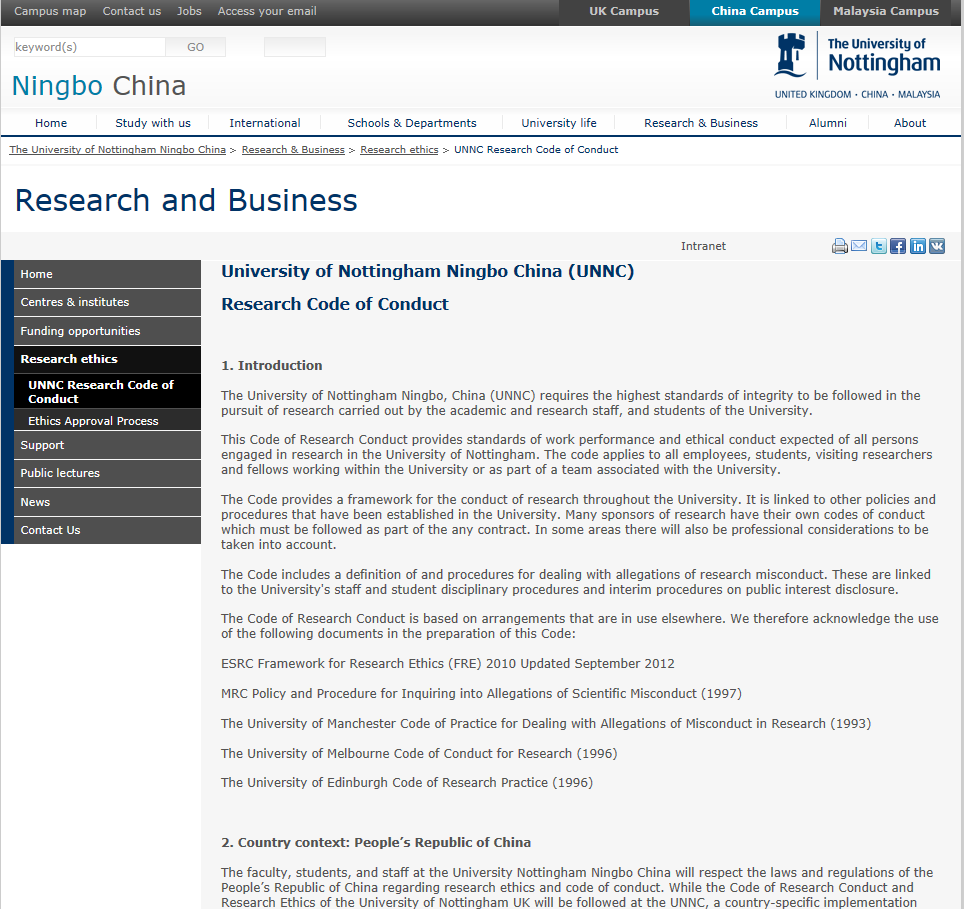 Campus map Contact us Jobs Access your email UK Campus China Campus Malaysia Campus
keyword(s) GO
The University of
Nottingham
UNITED KINGDOM · CHINA · MALAYSIA
Ningbo China
Home Study with us International Schools & Departments University life Research & Business Alumni About
The University of Nottingham Ningbo China > Research & Business > Research ethics > UNNC Research Code of Conduct
Research and Business
Intranet
Home
Centres & institutes
Funding opportunities
Research ethics
UNNC Research Code of
Conduct
Ethics Approval Process
Support
Public lectures
News
Contact Us
University of Nottingham Ningbo China (UNNC)
Research Code of Conduct
1. Introduction
The University of Nottingham Ningbo, China (UNNC) requires the highest standards of integrity to be followed in the
pursuit of research carried out by the academic and research staff, and students of the University.
This Code of Research Conduct provides standards of work performance and ethical conduct expected of all persons
engaged in research in the University of Nottingham. The code applies to all employees, students, visiting researchers
and fellows working within the University or as part of a team associated with the University.
The Code provides a framework for the conduct of research throughout the University. It is linked to other policies and
procedures that have been established in the University. Many sponsors of research have their own codes of conduct
which must be followed as part of the any contract. In some areas there will also be professional considerations to be
taken into account.
The Code includes a definition of and procedures for dealing with allegations of research misconduct. These are linked
to the University's staff and student disciplinary procedures and interim procedures on public interest disclosure.
The Code of Research Conduct is based on arrangements that are in use elsewhere. We therefore acknowledge the use
of the following documents in the preparation of this Code:
ESRC Framework for Research Ethics (FRE) 2010 Updated September 2012
MRC Policy and Procedure for Inquiring into Allegations of Scientific Misconduct (1997)
The University of Manchester Code of Practice for Dealing with Allegations of Misconduct in Research (1993)
The University of Melbourne Code of Conduct for Research (1996)
The University of Edinburgh Code of Research Practice (1996)
2. Country context: People’s Republic of China
The faculty, students, and staff at the University Nottingham Ningbo China will respect the laws and regulations of the
People’s Republic of China regarding research ethics and code of conduct. While the Code of Research Conduct and
Research Ethics of the University of Nottingham UK will be followed at the UNNC, a country-specific implementation